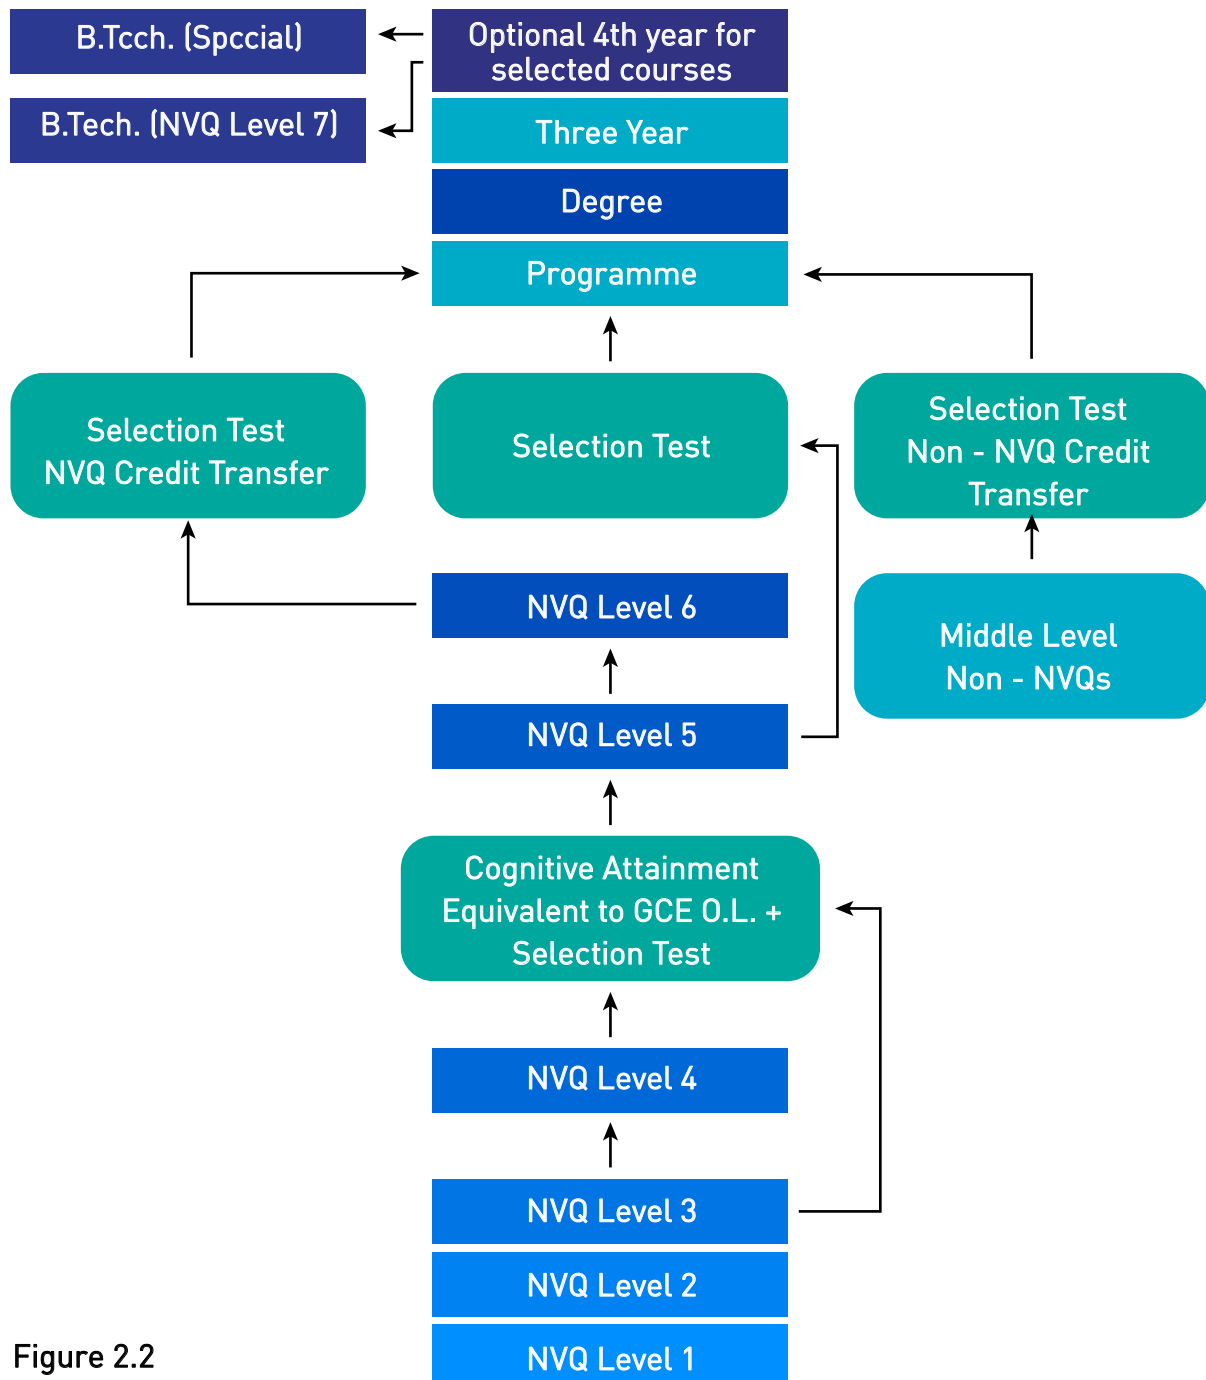 B.Tcch. (Spccial)
Optional 4th year for
selected courses
B.Tech. (NVQ Level 7)
Three Year
Degree
Programme
Selection Test
NVQ Credit Transfer
Selection Test
Selection Test
Non - NVQ Credit
Transfer
NVQ Level 6
Middle Level
Non - NVQs
NVQ Level 5
Cognitive Attainment
Equivalent to GCE O.L. +
Selection Test
NVQ Level 4
NVQ Level 3
NVQ Level 2
NVQ Level 1
Figure 2.2